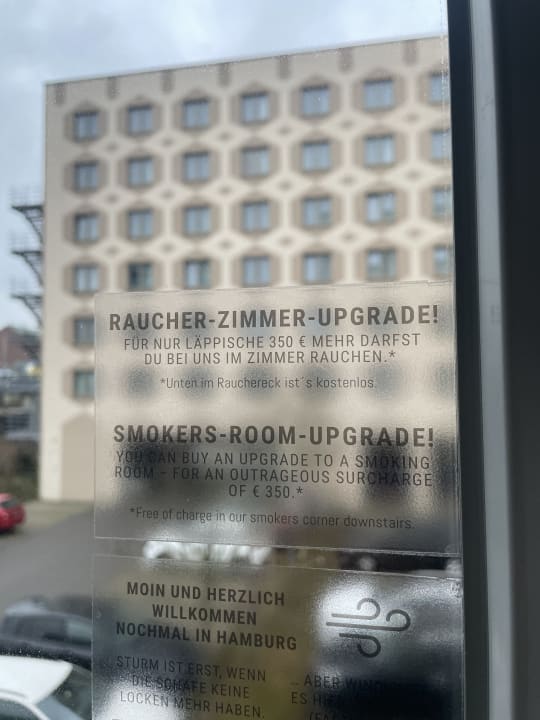 RAUCHER-ZIMMER-UPGRADE!
FÜR NUR LÄPPISCHE 350 € MEHR DARFST
DU BEI UNS IM ZIMMER RAUCHEN.*
*Unten im Rauchereck ist´s kostenlos.
SMOKERS-ROOM-UPGRADE!
YOU CAN BUY AN UPGRADE TO A SMOKING
ROOM – FOR AN OUTRAGEOUS SURCHARGE
OF € 350.*
*Free of charge in our smokers corner downstairs.
MOIN UND HERZLICH
WILLKOMMEN
NOCHMAL IN HAMBURG
STURM IST ERST, WENN
DIE SCHAFE KEINE
LOCKEN MEHR HABEN.
... ABER
ES